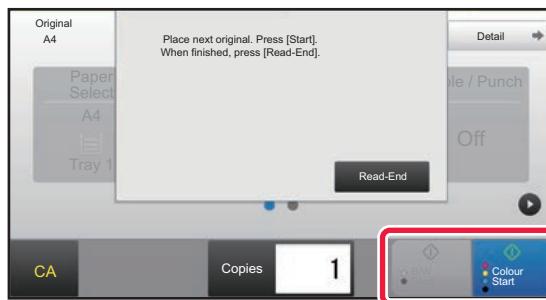 Original
A4
Place next original. Press [Start].
When finished, press [Read-End].
Detail
Paper
Select
A4
Tray 1
ple / Punch
Off
Read-End
CA
Copies
1
B/W
Start
Colour
Start